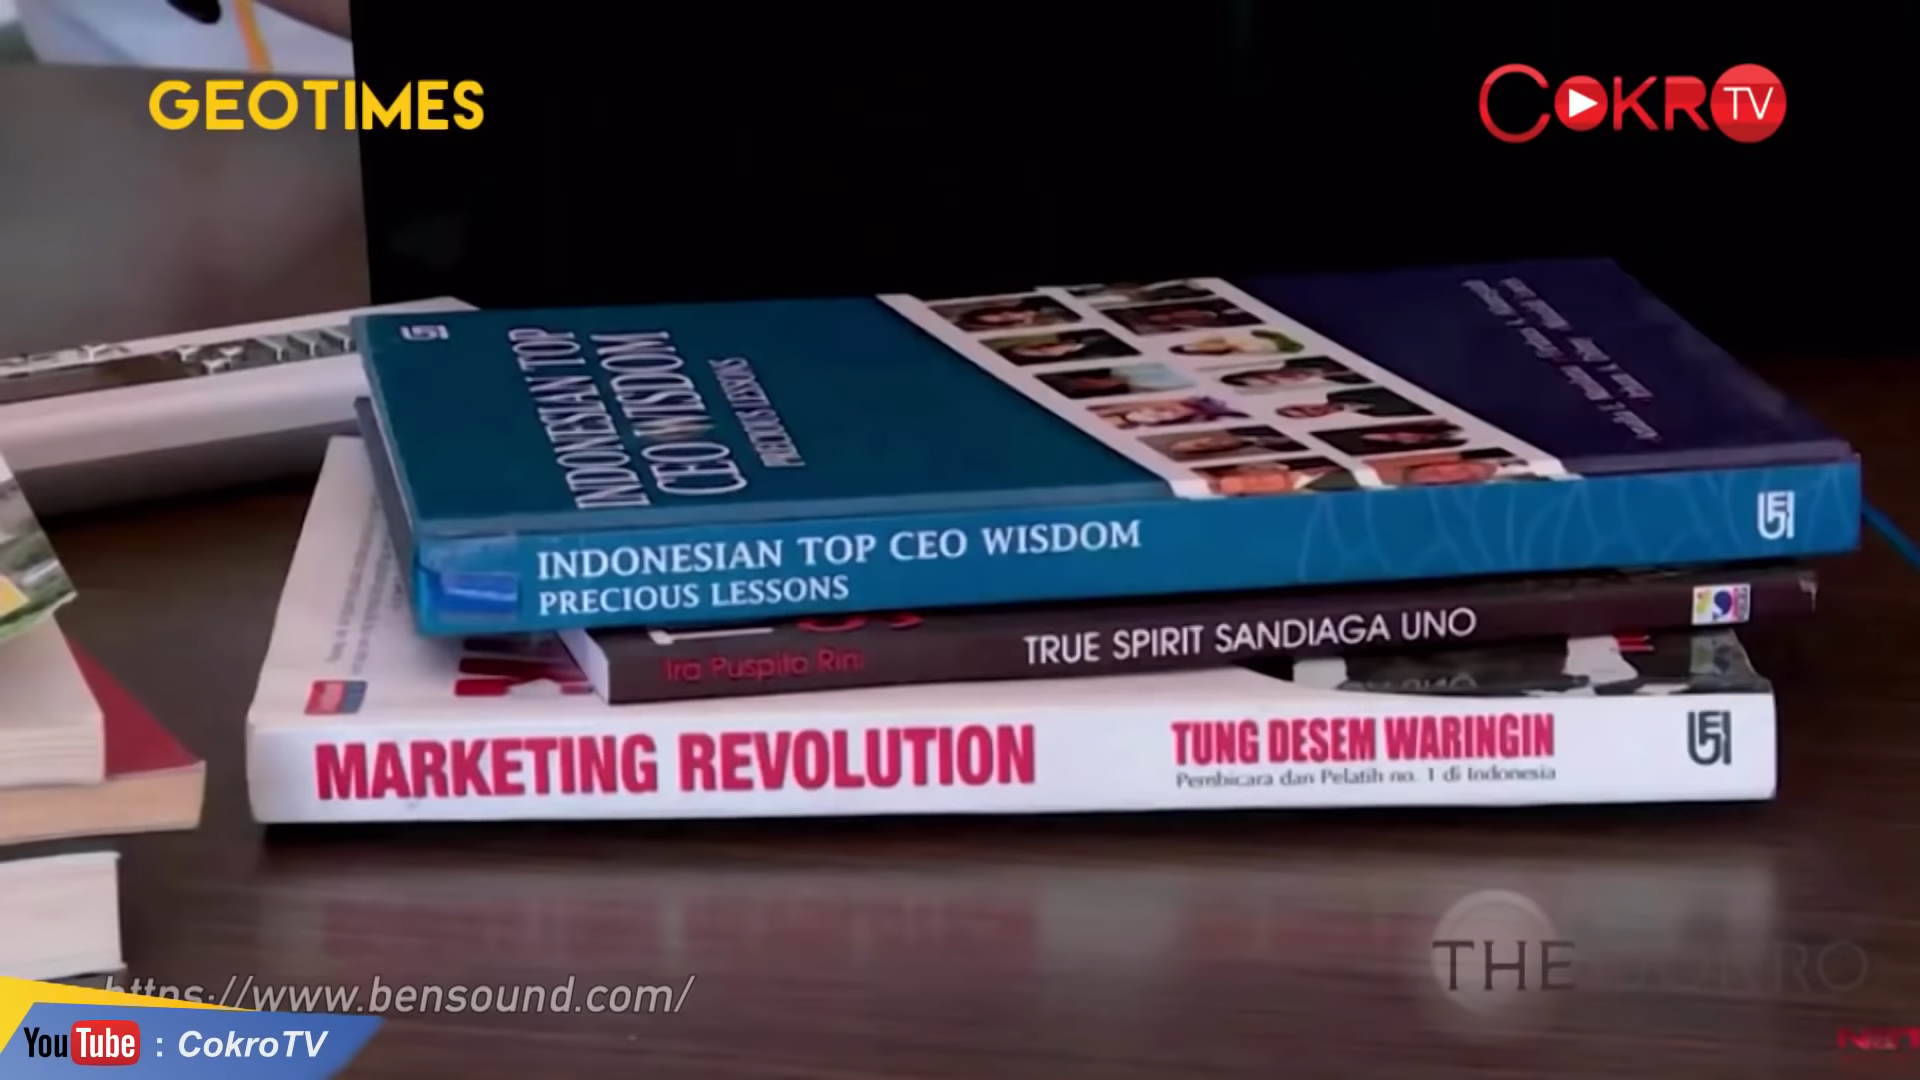 GEOTIMES
COKRO TV
INDONESIAN TOP
CEO WISDOM
PRECIOUS LESSONS
INDONESIAN TOP CEO WISDOM
PRECIOUS LESSONS
Ira Puspito Rini
TRUE SPIRIT SANDIAGA UNO
MARKETING REVOLUTION
TUNG DESEM WARINGIN
Pembicara dan Pelatih no. 1 di Indonesia
THE COKRO
https://www.bensound.com/
YouTube : CokroTV